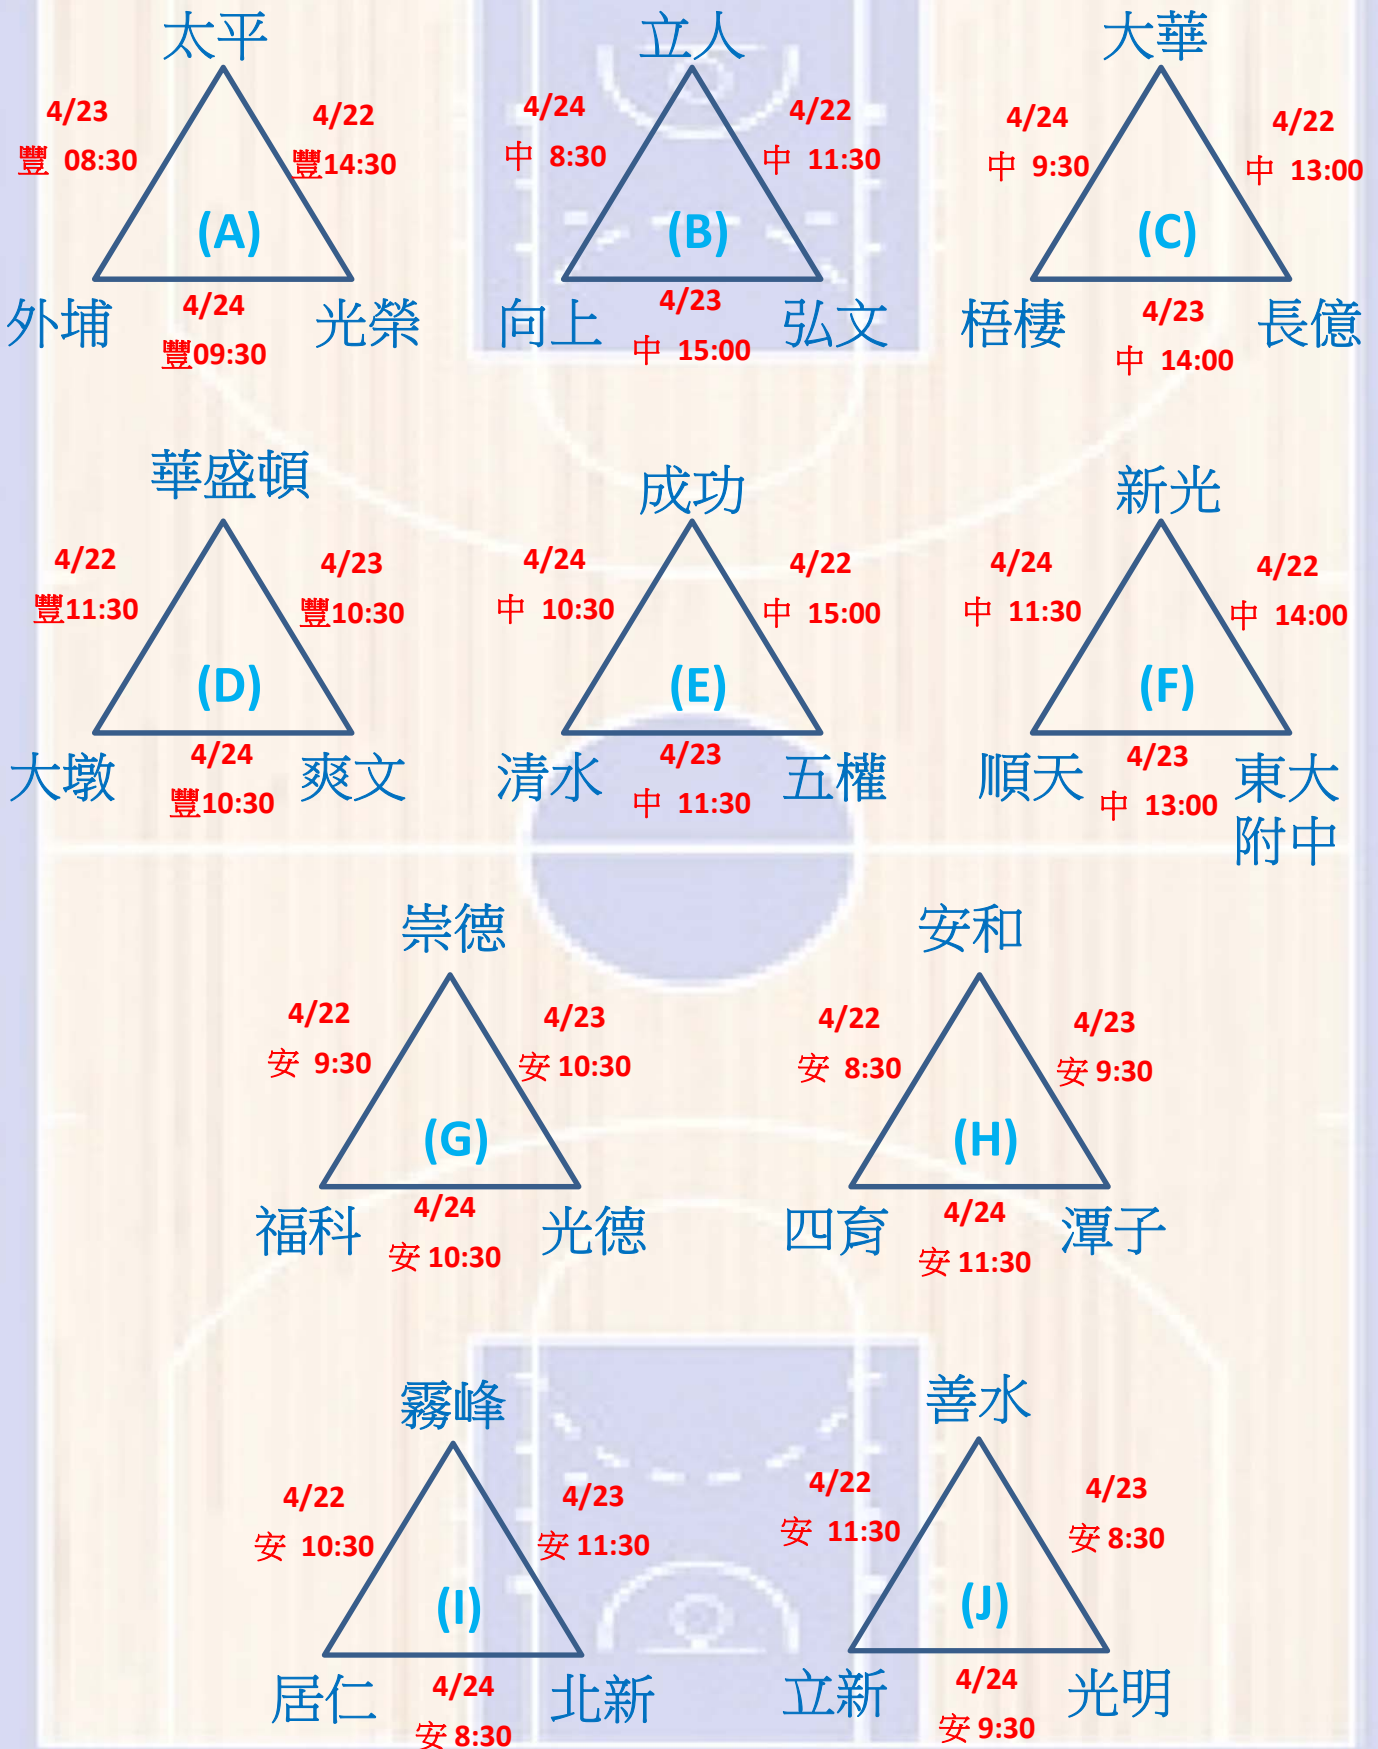 太平
4/23
豐 08:30
4/22
豐14:30
(A)
外埔
4/24
豐09:30
光榮
立人
4/24
中 8:30
4/22
中 11:30
(B)
向上
4/23
中 15:00
弘文
大華
4/24
中 9:30
4/22
中 13:00
(C)
梧棲
4/23
中 14:00
長億
華盛頓
4/22
豐11:30
4/23
豐10:30
(D)
大墩
4/24
豐10:30
爽文
成功
4/24
中 10:30
4/22
中 15:00
(E)
清水
4/23
中 11:30
五權
新光
4/24
中 11:30
4/22
中 14:00
(F)
順天
4/23
中 13:00
東大
附中
崇德
4/22
安 9:30
4/23
安 10:30
(G)
福科
4/24
安 10:30
光德
安和
4/22
安 8:30
4/23
安 9:30
(H)
四育
4/24
安 11:30
潭子
霧峰
4/22
安 10:30
4/23
安 11:30
(I)
居仁
4/24
安 8:30
北新
善水
4/22
安 11:30
4/23
安 8:30
(J)
立新
4/24
安 9:30
光明